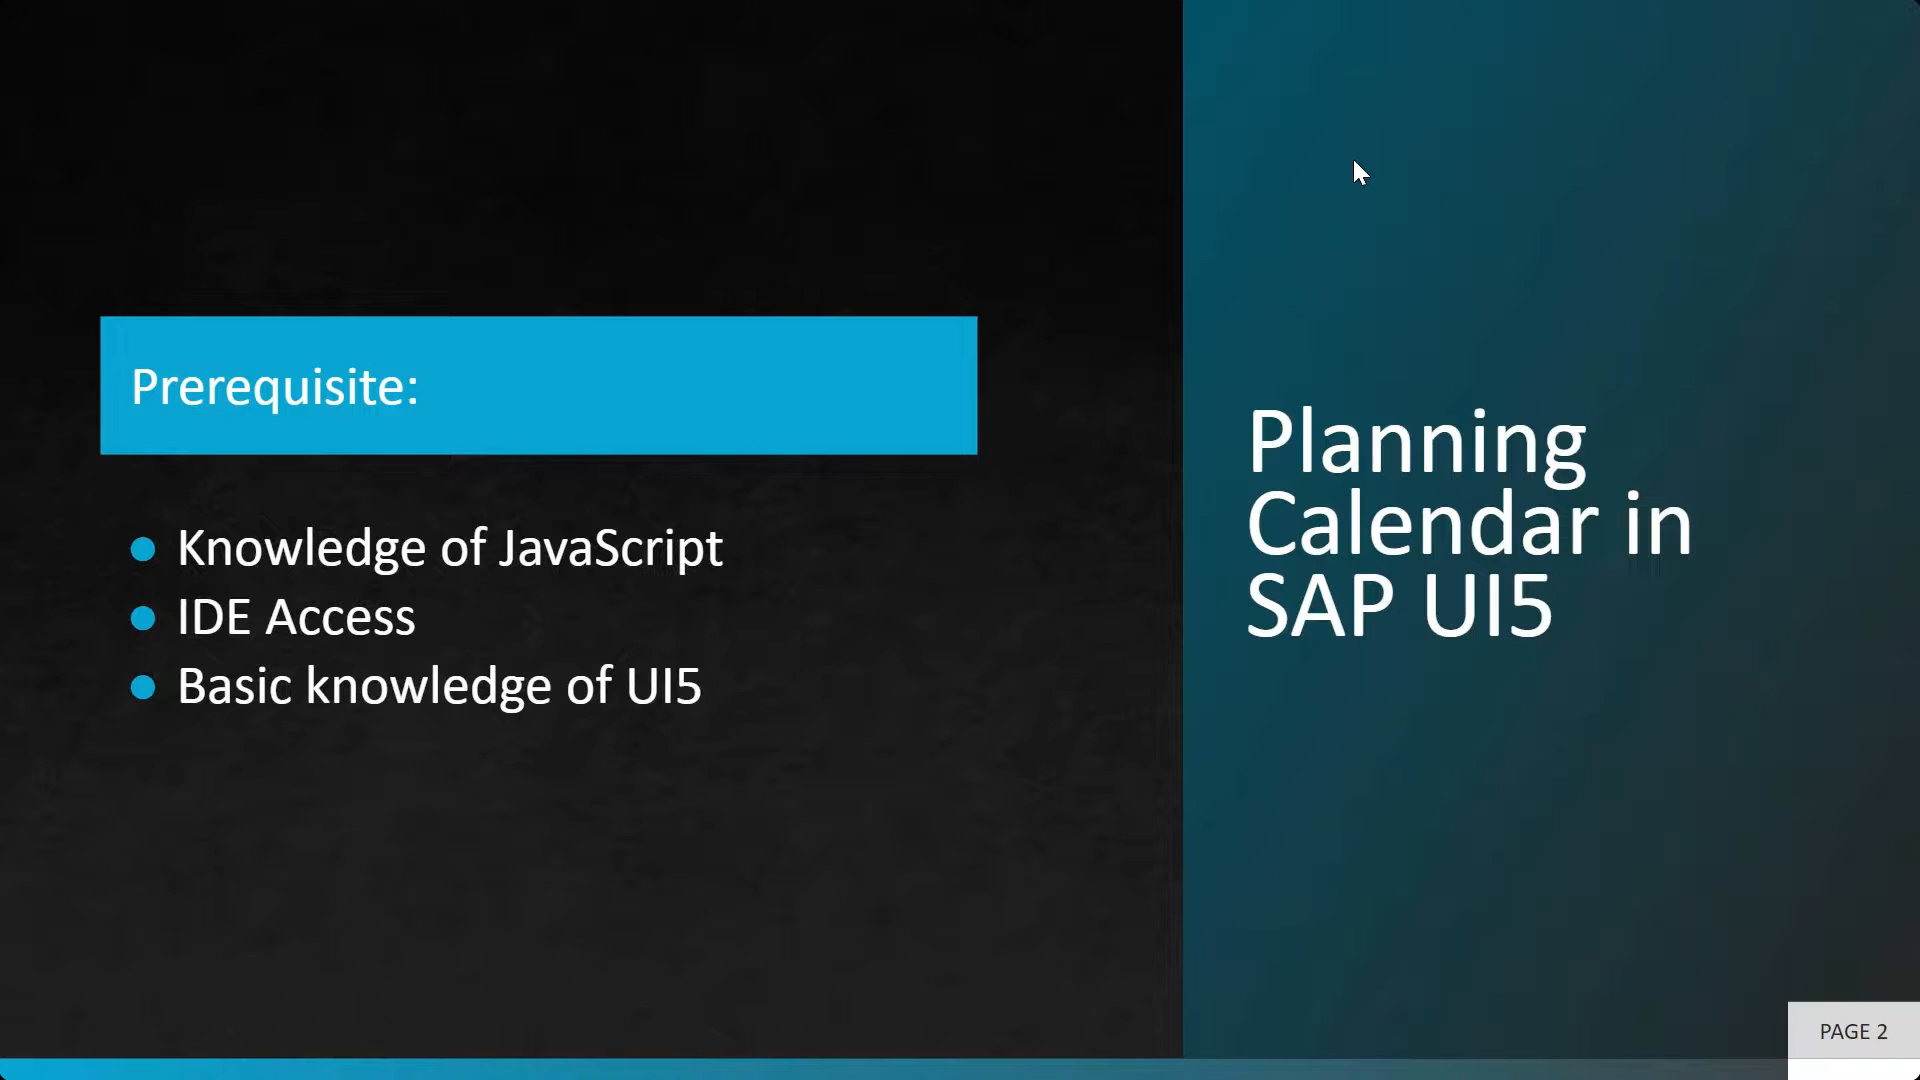 Prerequisite:
Knowledge of JavaScript
IDE Access
Basic knowledge of UI5
Planning
Calendar in
SAP UI5
PAGE 2